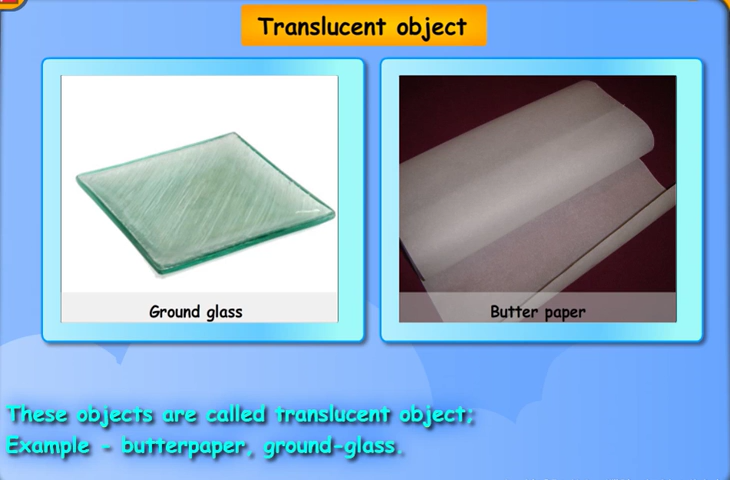 Translucent object
Ground glass
Butter paper
These objects are called translucent object;
Example - butterpaper, ground-glass.